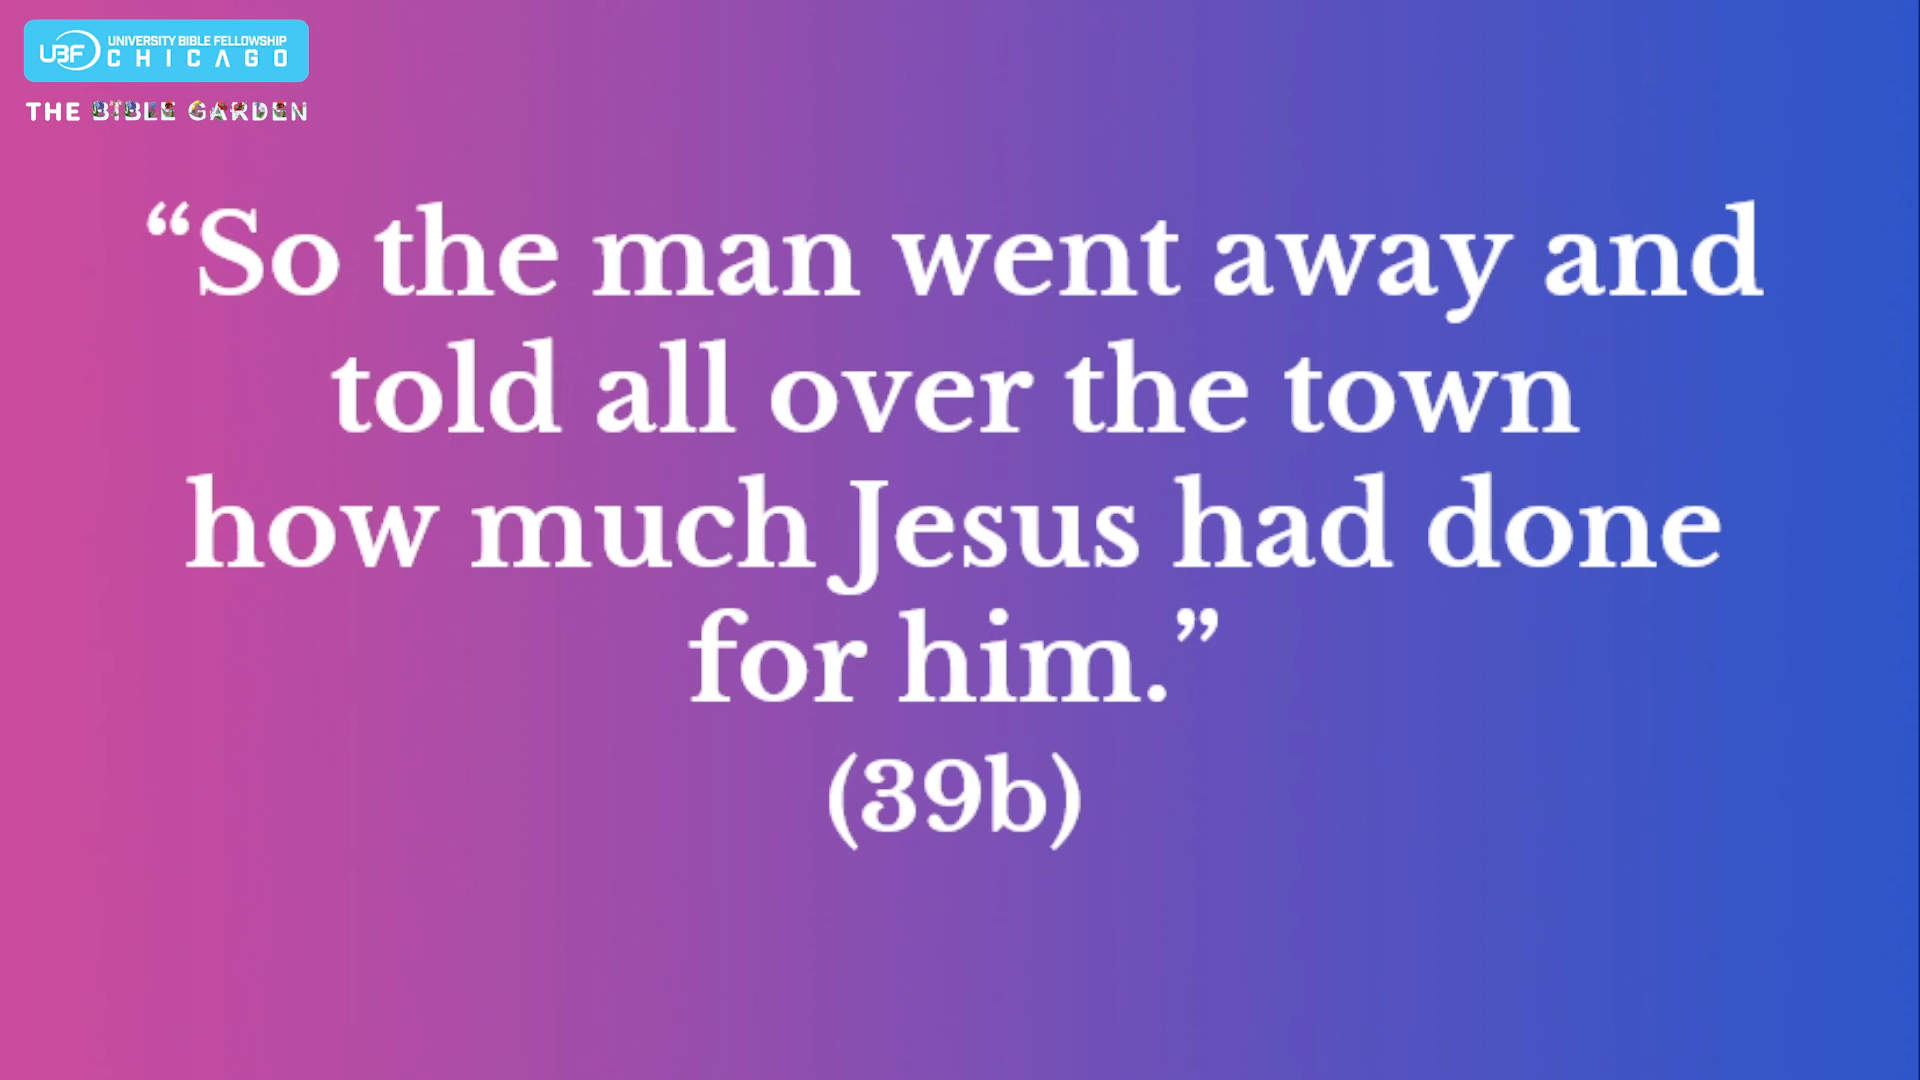 UBF UNIVERSITY BIBLE FELLOWSHIP
CHICAGO
THE BIBLE GARDEN
“So the man went away and
told all over the town
how much Jesus had done
for him.”
(39b)